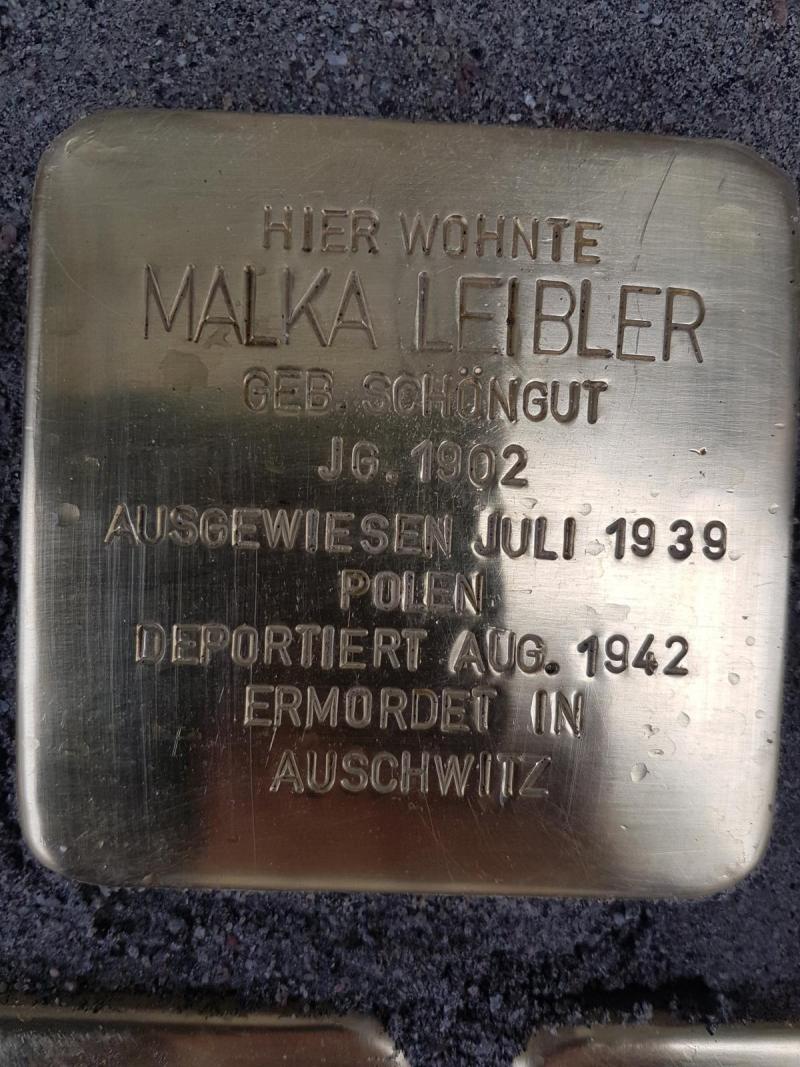 HIER WOHNTE
MALKA LEIBLER
GEB. SCHÖNGUT
JG. 1902
AUSGEWIESEN JULI 1939
POLEN
DEPORTIERT AUG. 1942
ERMORDET IN
AUSCHWITZ